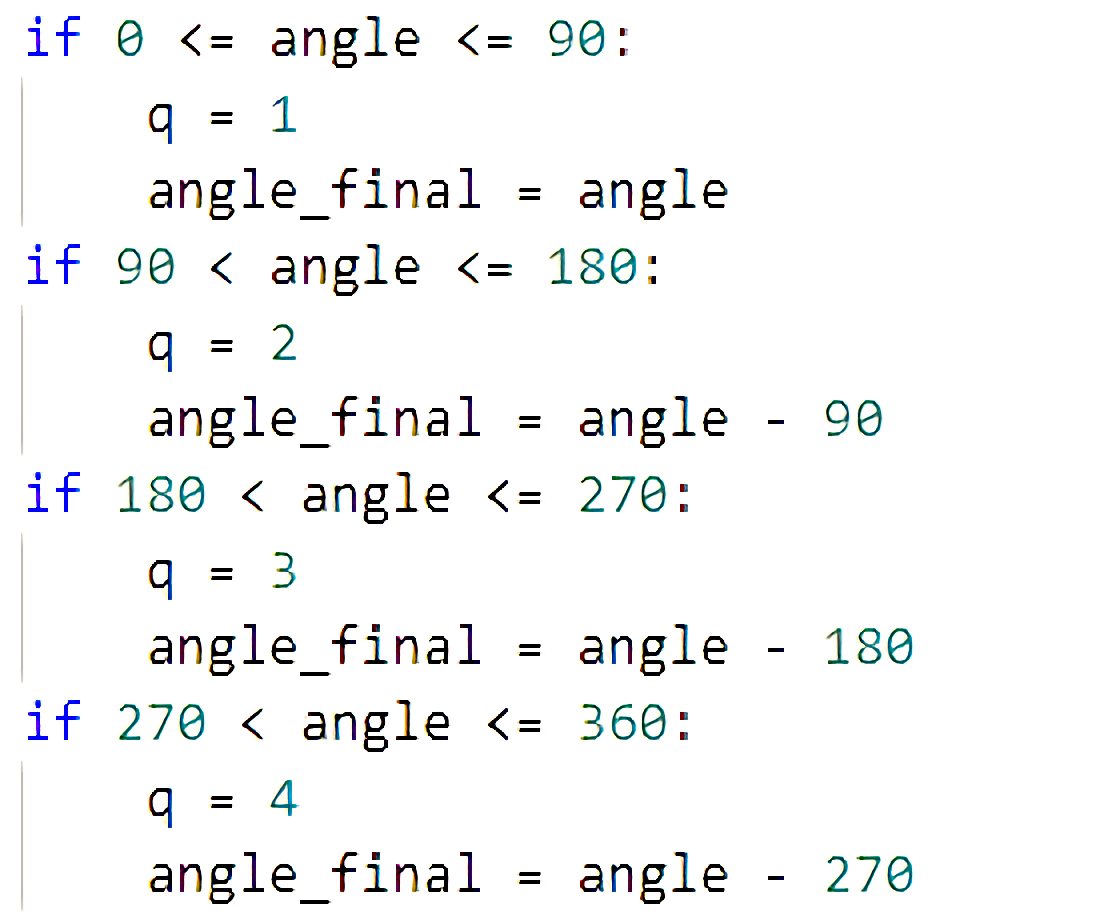 if 0 <= angle <= 90:
    q = 1
    angle_final = angle
if 90 < angle <= 180:
    q = 2
    angle_final = angle - 90
if 180 < angle <= 270:
    q = 3
    angle_final = angle - 180
if 270 < angle <= 360:
    q = 4
    angle_final = angle - 270